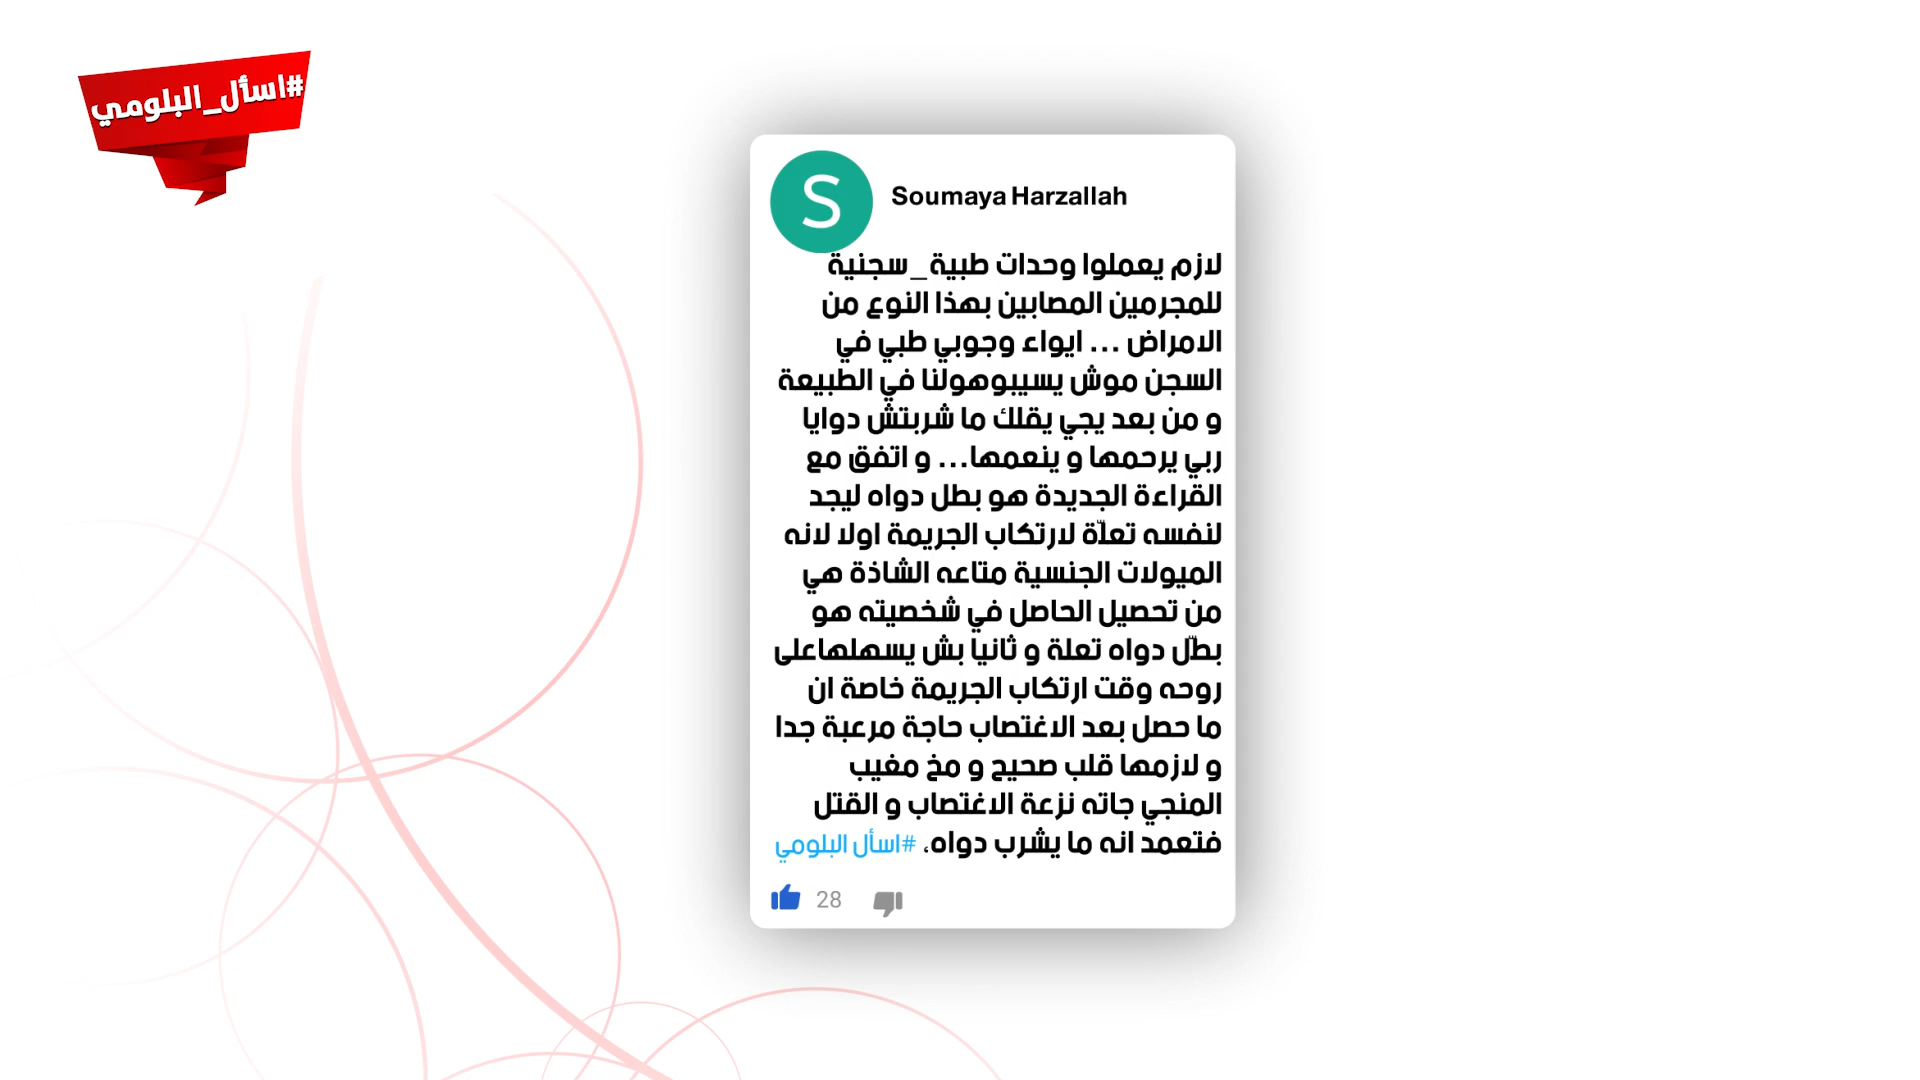 #اسأل_البلومي
S
Soumaya Harzallah
لازم يعملوا وحدات طبية_سجنية
للمجرمين المصابين بهذا النوع من
الامراض ... ايواء وجوبي طبي في
السجن موش يسيبوهولنا في الطبيعة
و من بعد يجي يقلك ما شربتش دوايا
ربي يرحمها و ينعمها... و اتفق مع
القراءة الجديدة هو بطل دواه ليجد
لنفسه تعلّة لارتكاب الجريمة اولا لانه
الميولات الجنسية متاعه الشاذة هي
من تحصيل الحاصل في شخصيته هو
بطّل دواه تعلة و ثانيا بش يسهلهاعلى
روحه وقت ارتكاب الجريمة خاصة ان
ما حصل بعد الاغتصاب حاجة مرعبة جدا
و لازمها قلب صحيح و مخ مغيب
المنجي جاته نزعة الاغتصاب و القتل
فتعمد انه ما يشرب دواه، #اسأل البلومي
28